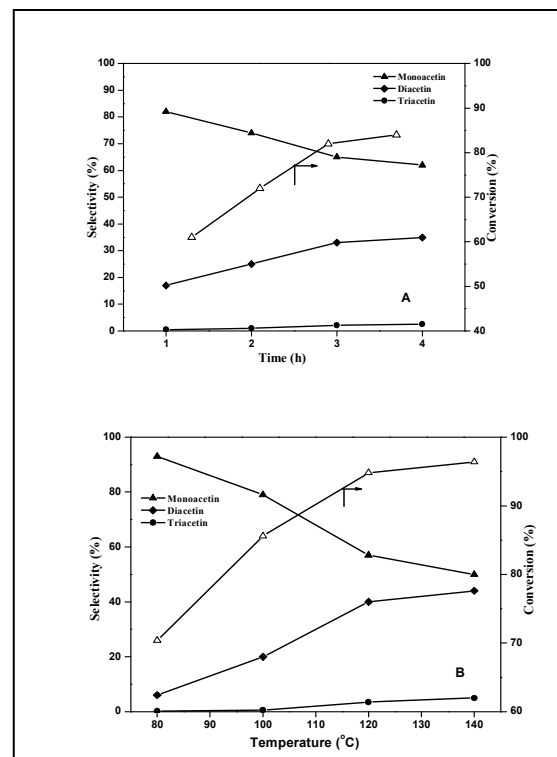 100
90
80
70
60
50
40
30
20
10
0
Selectivity (%)
100
90
80
70
60
50
40
Conversion (%)
Monoacetin
Diacetin
Triacetin
A
1 2 3 4
Time (h)
100
80
60
40
20
0
Selectivity (%)
100
90
80
70
60
Conversion (%)
Monoacetin
Diacetin
Triacetin
B
80 90 100 110 120 130 140
Temperature (°C)